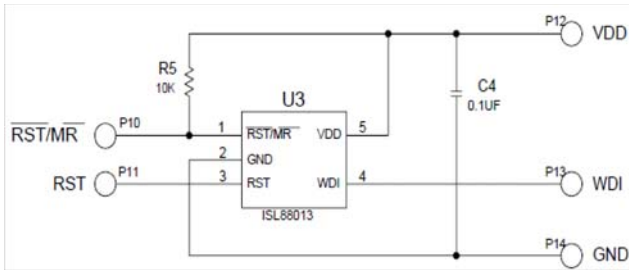 P12 VDD
R5
10K
U3
C4
0.1UF
RST/MR P10 1 RST/MR VDD 5
2 GND
RST P11 3 RST WDI 4 P13 WDI
ISL88013
P14 GND